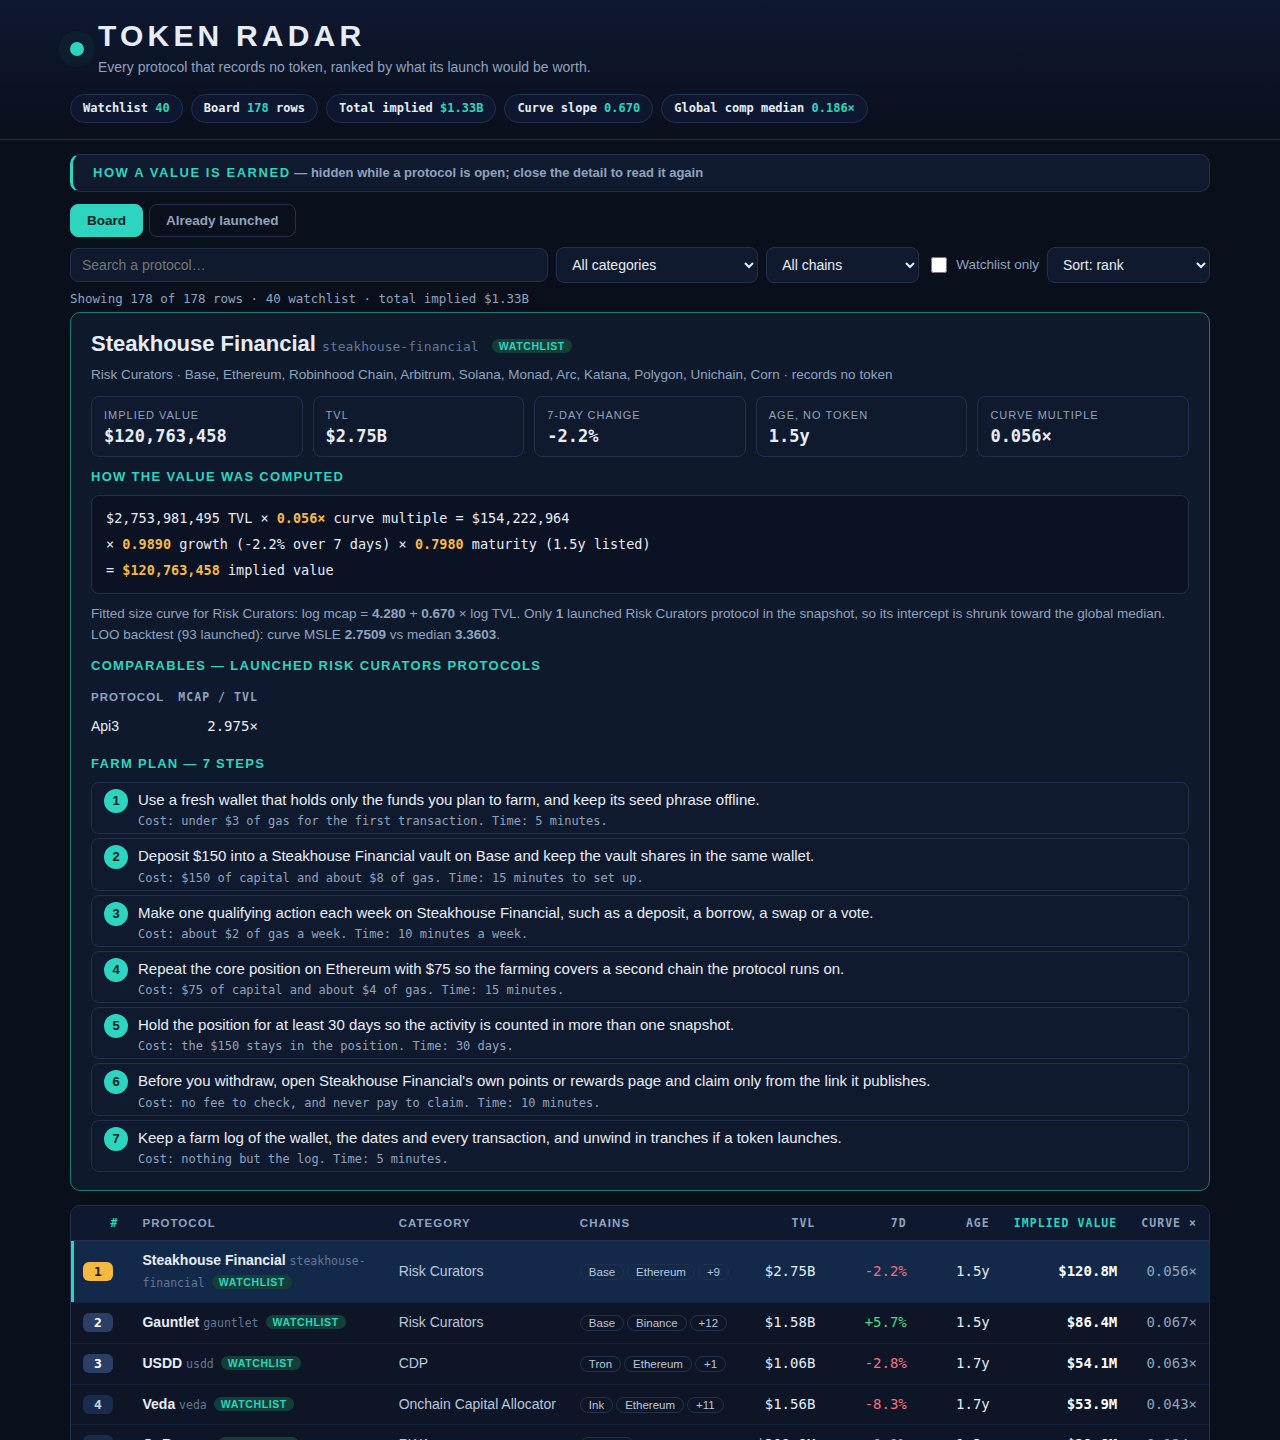 TOKEN RADAR
Every protocol that records no token, ranked by what its launch would be worth.
Watchlist 40 Board 178 rows Total implied $1.33B Curve slope 0.670 Global comp median 0.186×
HOW A VALUE IS EARNED — hidden while a protocol is open; close the detail to read it again
Board Already launched
Search a protocol… All categories All chains Watchlist only Sort: rank
Showing 178 of 178 rows · 40 watchlist · total implied $1.33B
Steakhouse Financial steakhouse-financial WATCHLIST
Risk Curators · Base, Ethereum, Robinhood Chain, Arbitrum, Solana, Monad, Arc, Katana, Polygon, Unichain, Corn · records no token
IMPLIED VALUE TVL 7-DAY CHANGE AGE, NO TOKEN CURVE MULTIPLE
$120,763,458 $2.75B -2.2% 1.5y 0.056×
HOW THE VALUE WAS COMPUTED
$2,753,981,495 TVL × 0.056× curve multiple = $154,222,964
× 0.9890 growth (-2.2% over 7 days) × 0.7980 maturity (1.5y listed)
= $120,763,458 implied value
Fitted size curve for Risk Curators: log mcap = 4.280 + 0.670 × log TVL. Only 1 launched Risk Curators protocol in the snapshot, so its intercept is shrunk toward the global median.
LOO backtest (93 launched): curve MSLE 2.7509 vs median 3.3603.
COMPARABLES — LAUNCHED RISK CURATORS PROTOCOLS
PROTOCOL MCAP / TVL
Api3 2.975×
FARM PLAN — 7 STEPS
1 Use a fresh wallet that holds only the funds you plan to farm, and keep its seed phrase offline.
Cost: under $3 of gas for the first transaction. Time: 5 minutes.
2 Deposit $150 into a Steakhouse Financial vault on Base and keep the vault shares in the same wallet.
Cost: $150 of capital and about $8 of gas. Time: 15 minutes to set up.
3 Make one qualifying action each week on Steakhouse Financial, such as a deposit, a borrow, a swap or a vote.
Cost: about $2 of gas a week. Time: 10 minutes a week.
4 Repeat the core position on Ethereum with $75 so the farming covers a second chain the protocol runs on.
Cost: $75 of capital and about $4 of gas. Time: 15 minutes.
5 Hold the position for at least 30 days so the activity is counted in more than one snapshot.
Cost: the $150 stays in the position. Time: 30 days.
6 Before you withdraw, open Steakhouse Financial's own points or rewards page and claim only from the link it publishes.
Cost: no fee to check, and never pay to claim. Time: 10 minutes.
7 Keep a farm log of the wallet, the dates and every transaction, and unwind in tranches if a token launches.
Cost: nothing but the log. Time: 5 minutes.
# PROTOCOL CATEGORY CHAINS TVL 7D AGE IMPLIED VALUE CURVE ×
1 Steakhouse Financial steakhouse-financial WATCHLIST Risk Curators Base Ethereum +9 $2.75B -2.2% 1.5y $120.8M 0.056×
2 Gauntlet gauntlet WATCHLIST Risk Curators Base Binance +12 $1.58B +5.7% 1.5y $86.4M 0.067×
3 USDD usdd WATCHLIST CDP Tron Ethereum +1 $1.06B -2.8% 1.7y $54.1M 0.063×
4 Veda veda WATCHLIST Onchain Capital Allocator Ink Ethereum +11 $1.56B -8.3% 1.7y $53.9M 0.043×